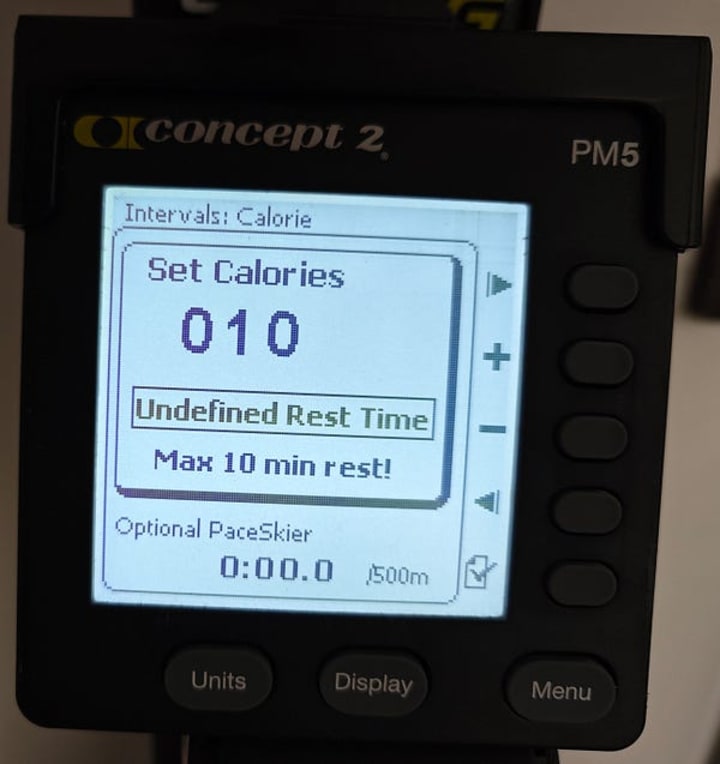 concept 2
PM5
Intervals: Calorie
Set Calories
010
Undefined Rest Time
Max 10 min rest!
Optional PaceSkier
0:00.0 /500m
Units
Display
Menu